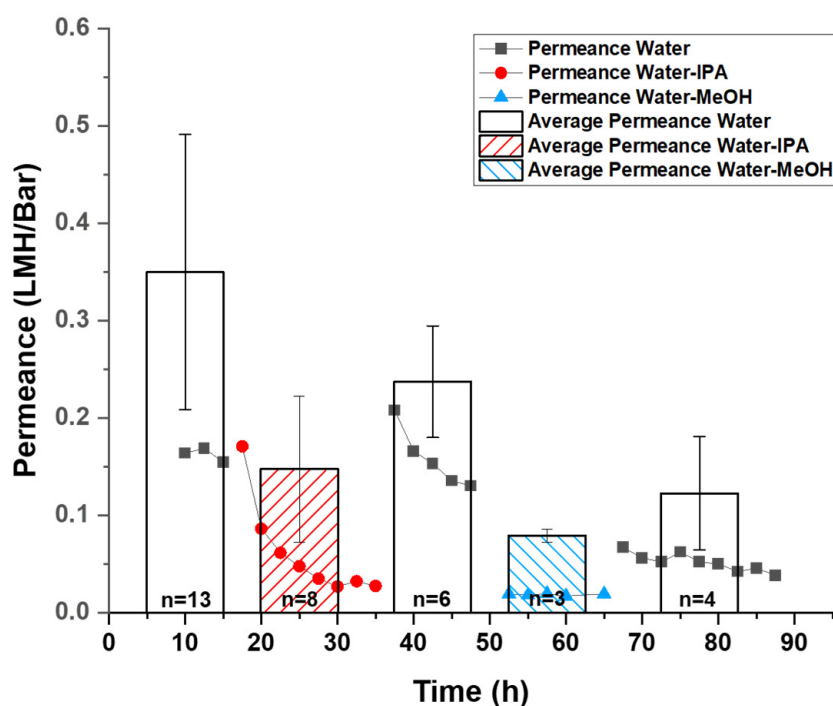 0.6
0.5
0.4
0.3
0.2
0.1
0.0
Permeance (LMH/Bar)
Permeance Water
Permeance Water-IPA
Permeance Water-MeOH
Average Permeance Water
Average Permeance Water-IPA
Average Permeance Water-MeOH
n=13
n=8
n=6
n=3
n=4
0 10 20 30 40 50 60 70 80 90
Time (h)